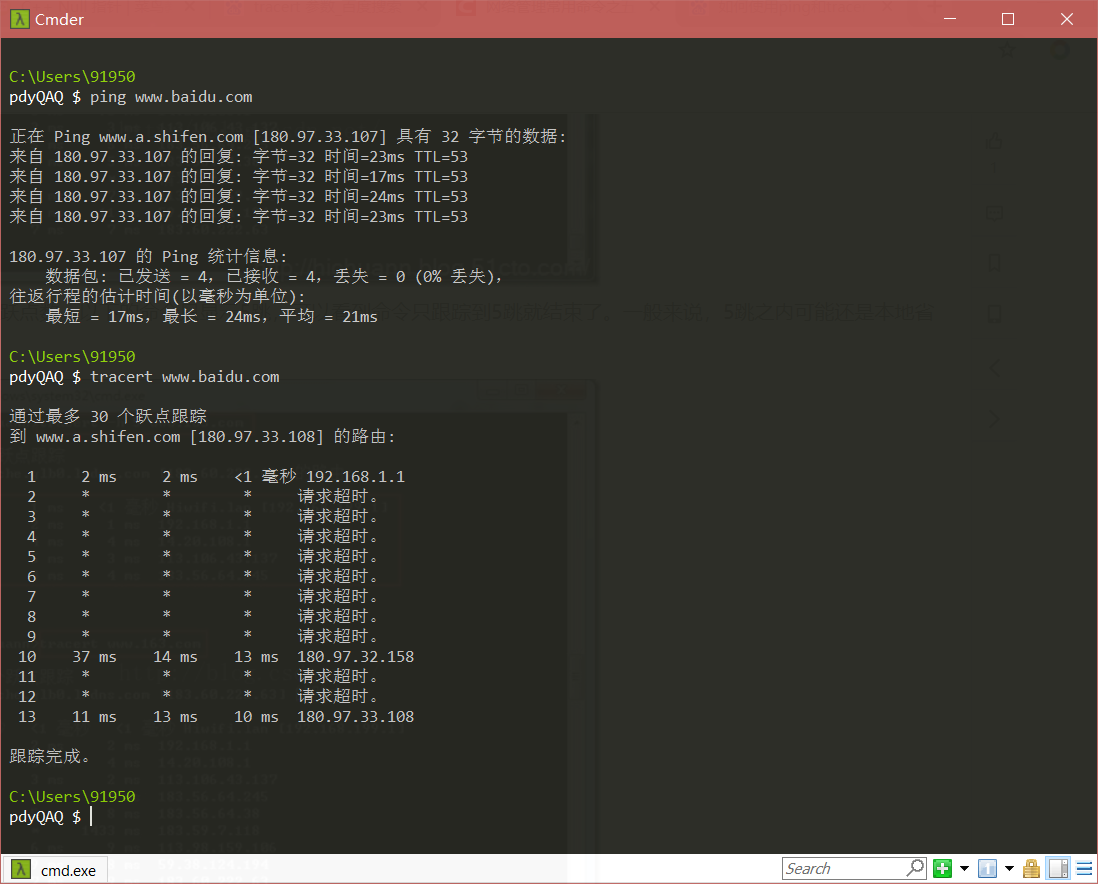 Cmder
C:\Users\91950
pdyQAQ $ ping www.baidu.com
正在 Ping www.a.shifen.com [180.97.33.107] 具有 32 字节的数据:
来自 180.97.33.107 的回复: 字节=32 时间=23ms TTL=53
来自 180.97.33.107 的回复: 字节=32 时间=17ms TTL=53
来自 180.97.33.107 的回复: 字节=32 时间=24ms TTL=53
来自 180.97.33.107 的回复: 字节=32 时间=23ms TTL=53
180.97.33.107 的 Ping 统计信息:
数据包: 已发送 = 4，已接收 = 4，丢失 = 0 (0% 丢失)，
往返行程的估计时间(以毫秒为单位):
最短 = 17ms，最长 = 24ms，平均 = 21ms
C:\Users\91950
pdyQAQ $ tracert www.baidu.com
通过最多 30 个跃点跟踪
到 www.a.shifen.com [180.97.33.108] 的路由:
1 2 ms 2 ms <1 毫秒 192.168.1.1
2 * * * 请求超时。
3 * * * 请求超时。
4 * * * 请求超时。
5 * * * 请求超时。
6 * * * 请求超时。
7 * * * 请求超时。
8 * * * 请求超时。
9 * * * 请求超时。
10 37 ms 14 ms 13 ms 180.97.32.158
11 * * * 请求超时。
12 * * * 请求超时。
13 11 ms 13 ms 10 ms 180.97.33.108
跟踪完成。
C:\Users\91950
pdyQAQ $
cmd.exe
Search